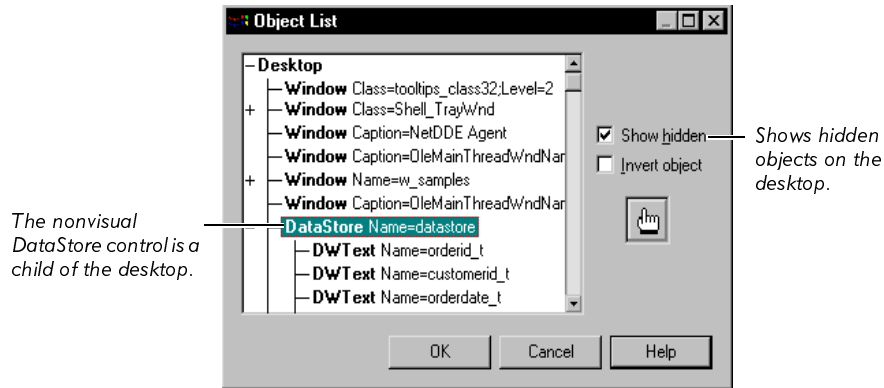 Object List
Desktop
Window Class=tooltips_class32;Level=2
Window Class=Shell_TrayWnd
Window Caption=NetDDE Agent
Window Caption=OleMainThreadWndNar
Window Name=w_samples
Window Caption=OleMainThreadWndNar
DataStore Name=datastore
DWText Name=orderid_t
DWText Name=customerid_t
DWText Name=orderdate_t
Show hidden
Invert object
OK
Cancel
Help
The nonvisual
DataStore control is a
child of the desktop.
Shows hidden
objects on the
desktop.